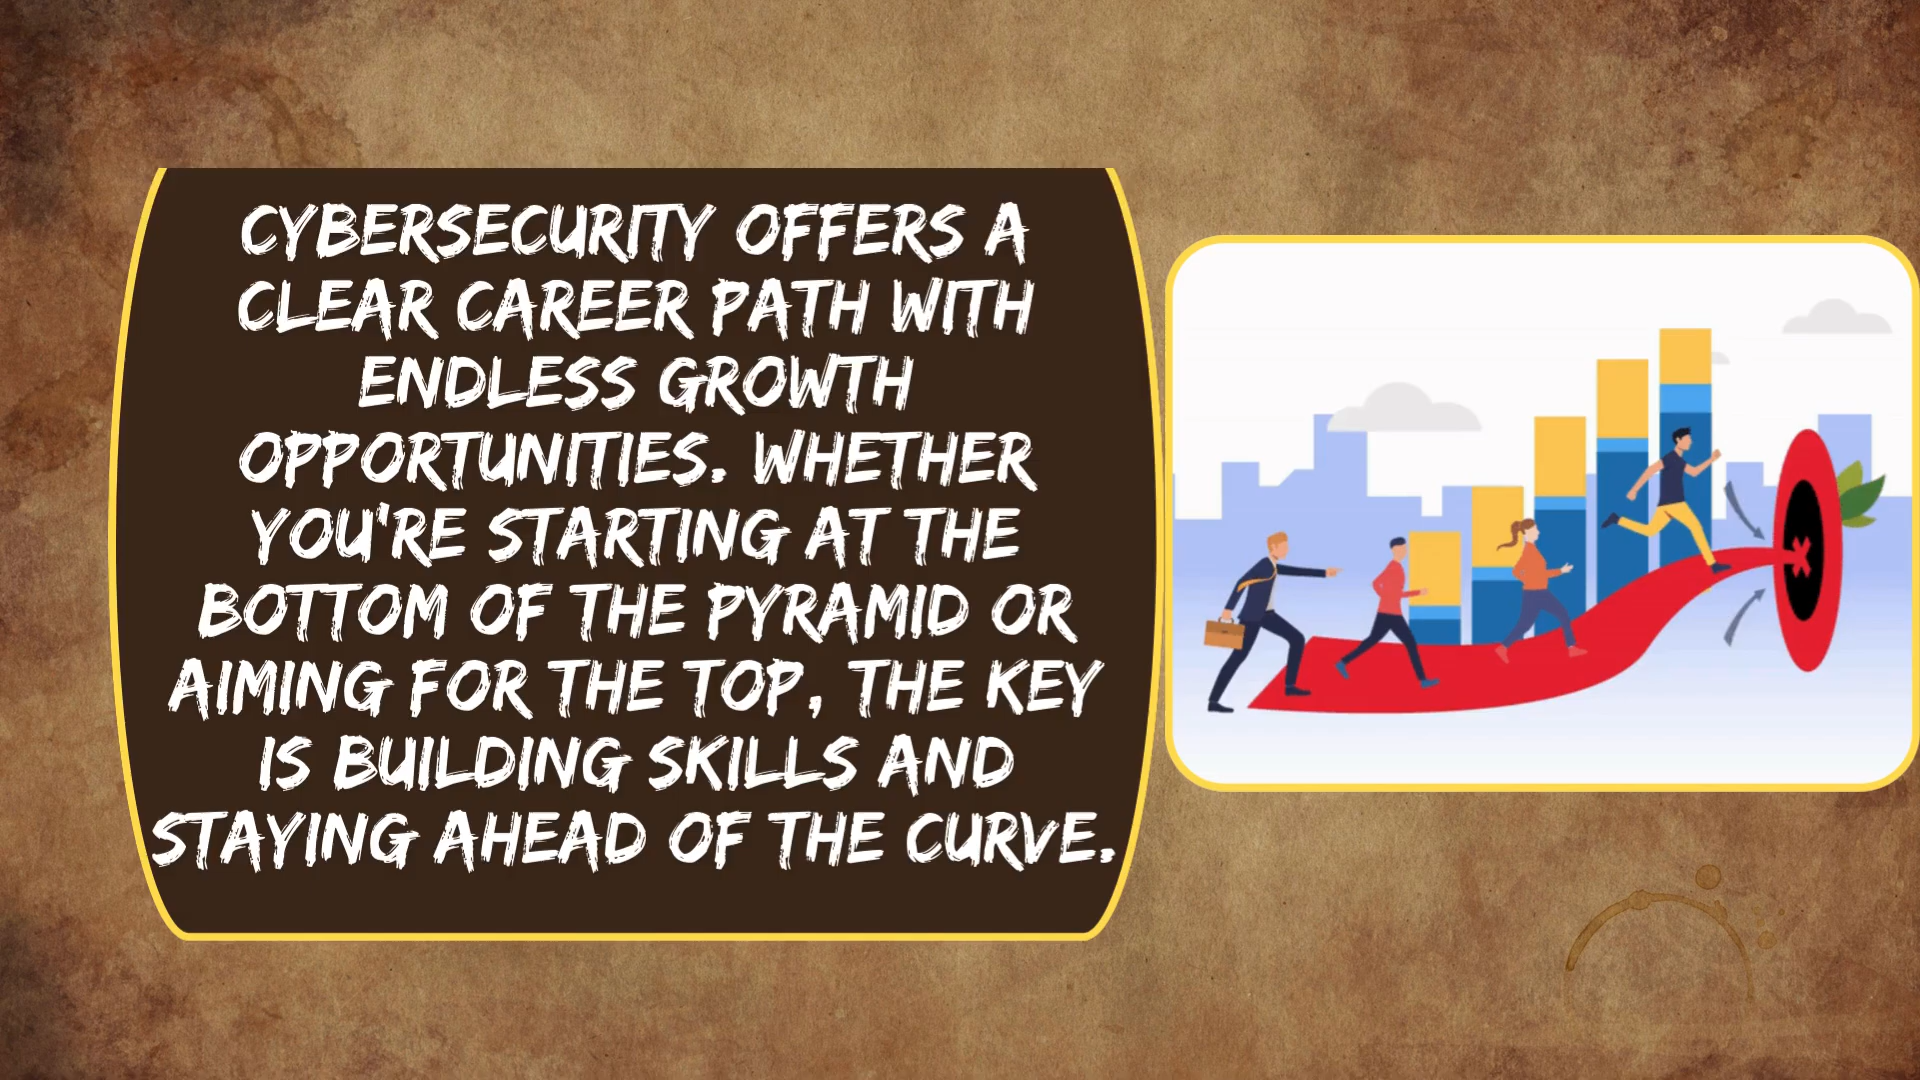 CYBERSECURITY OFFERS A
CLEAR CAREER PATH WITH
ENDLESS GROWTH
OPPORTUNITIES. WHETHER
YOU'RE STARTING AT THE
BOTTOM OF THE PYRAMID OR
AIMING FOR THE TOP, THE KEY
IS BUILDING SKILLS AND
STAYING AHEAD OF THE CURVE.